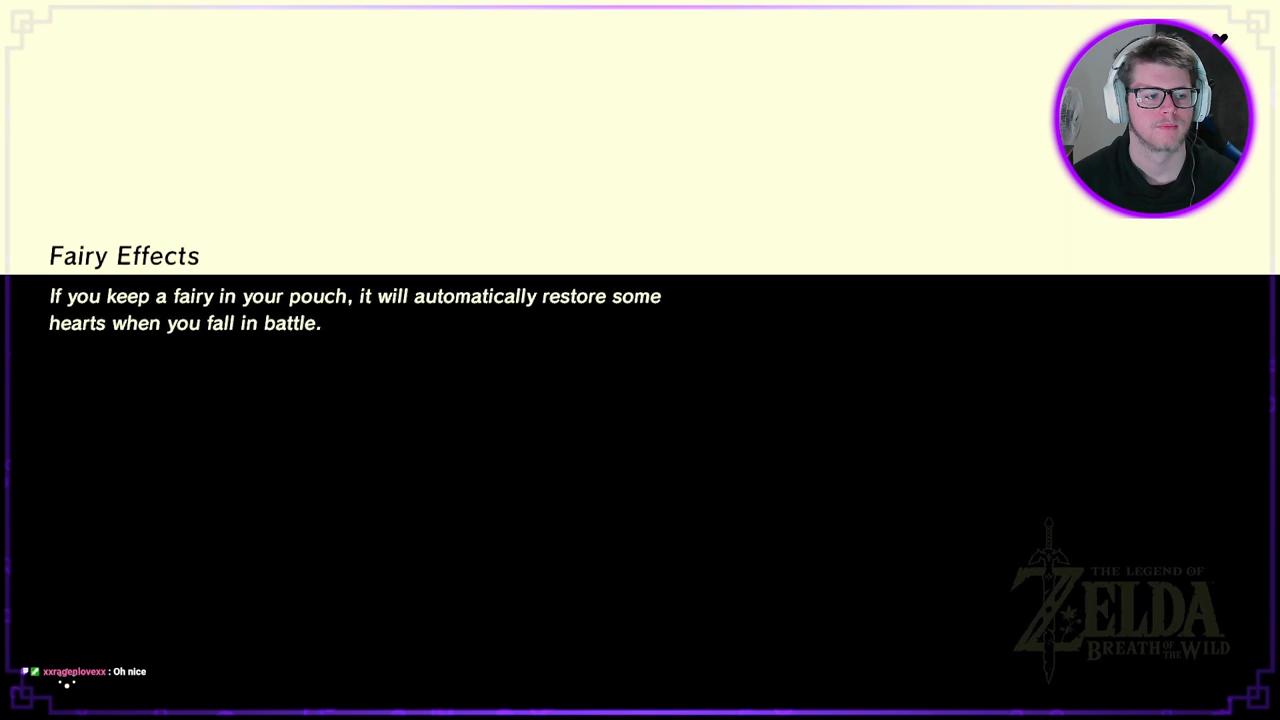 Fairy Effects
If you keep a fairy in your pouch, it will automatically restore some
hearts when you fall in battle.
THE LEGEND OF
ZELDA
BREATH OF THE WILD
xxrageplovexx : Oh nice